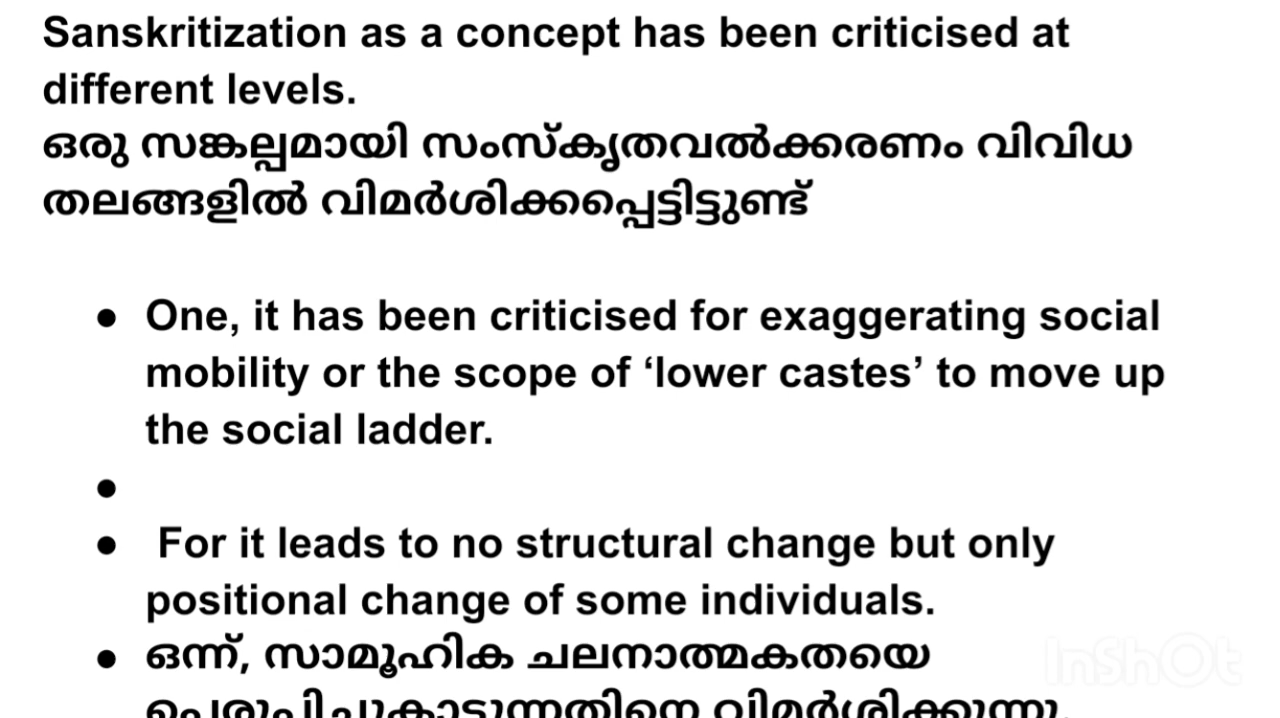 Sanskritization as a concept has been criticised at
different levels.
ഒരു സങ്കല്പമായി സംസ്കൃതവൽക്കരണം വിവിധ
തലങ്ങളിൽ വിമർശിക്കപ്പെട്ടിട്ടുണ്ട്
● One, it has been criticised for exaggerating social
mobility or the scope of ‘lower castes’ to move up
the social ladder.
●
● For it leads to no structural change but only
positional change of some individuals.
● ഒന്ന്, സാമൂഹിക ചലനാത്മകതയെ
പെരുപ്പിച്ചുകാട്ടുന്നതിനെ വിമർശിക്കുന്നു.
InShOt